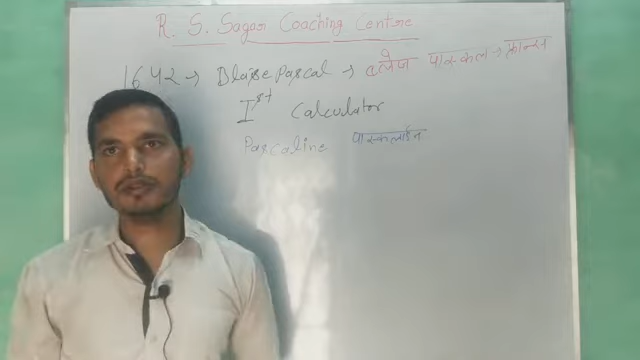 R. S. Sagar Coaching Centre
1642 → Blaise Pascal → ब्लेज पास्कल → फ्रान्स
Ist Calculator
Pascaline पास्कलाईन